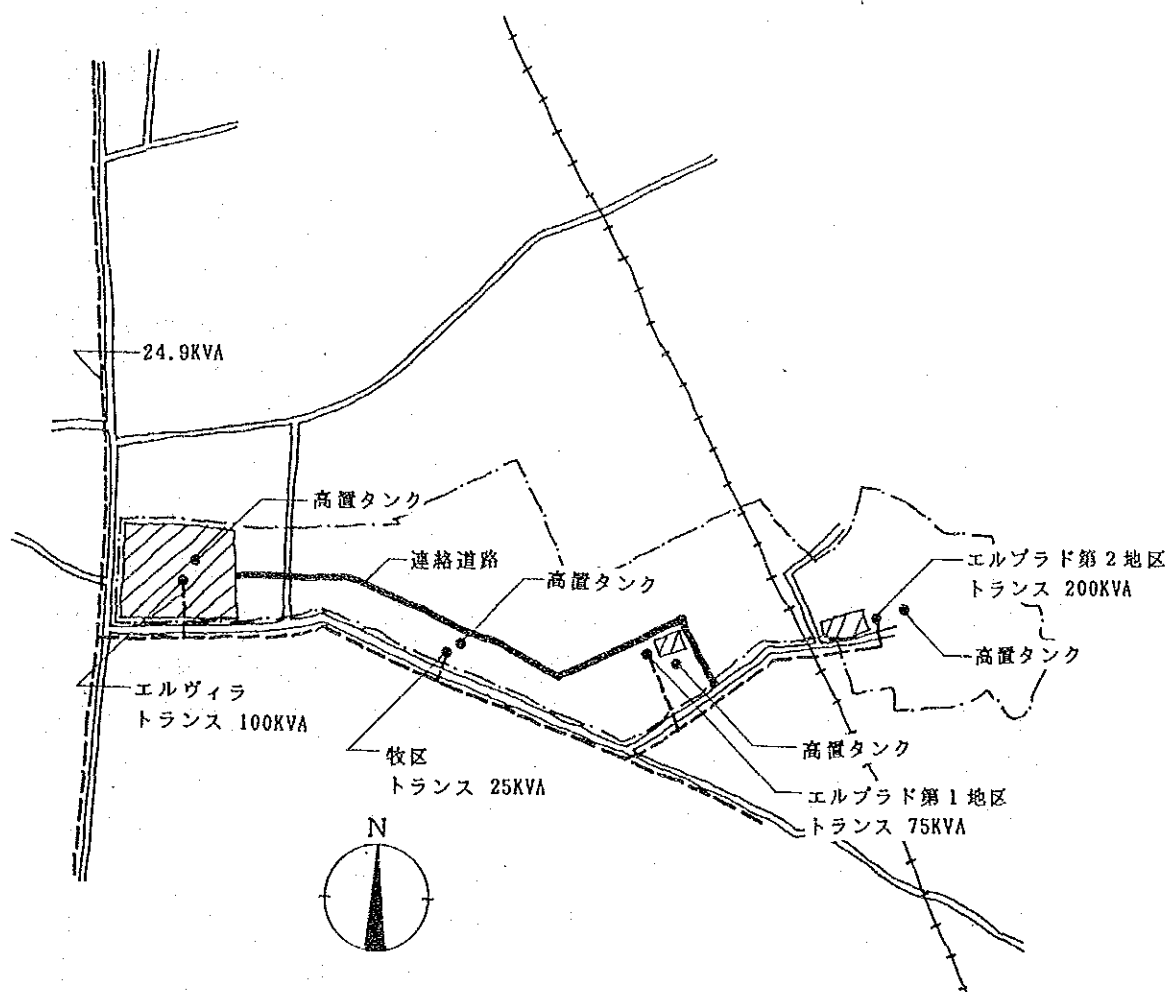 24.9KVA
高置タンク
連絡道路
高置タンク
エルプラド第2地区
トランス 200KVA
高置タンク
エルヴィラ
トランス 100KVA
牧区
トランス 25KVA
高置タンク
エルプラド第1地区
トランス 75KVA
N